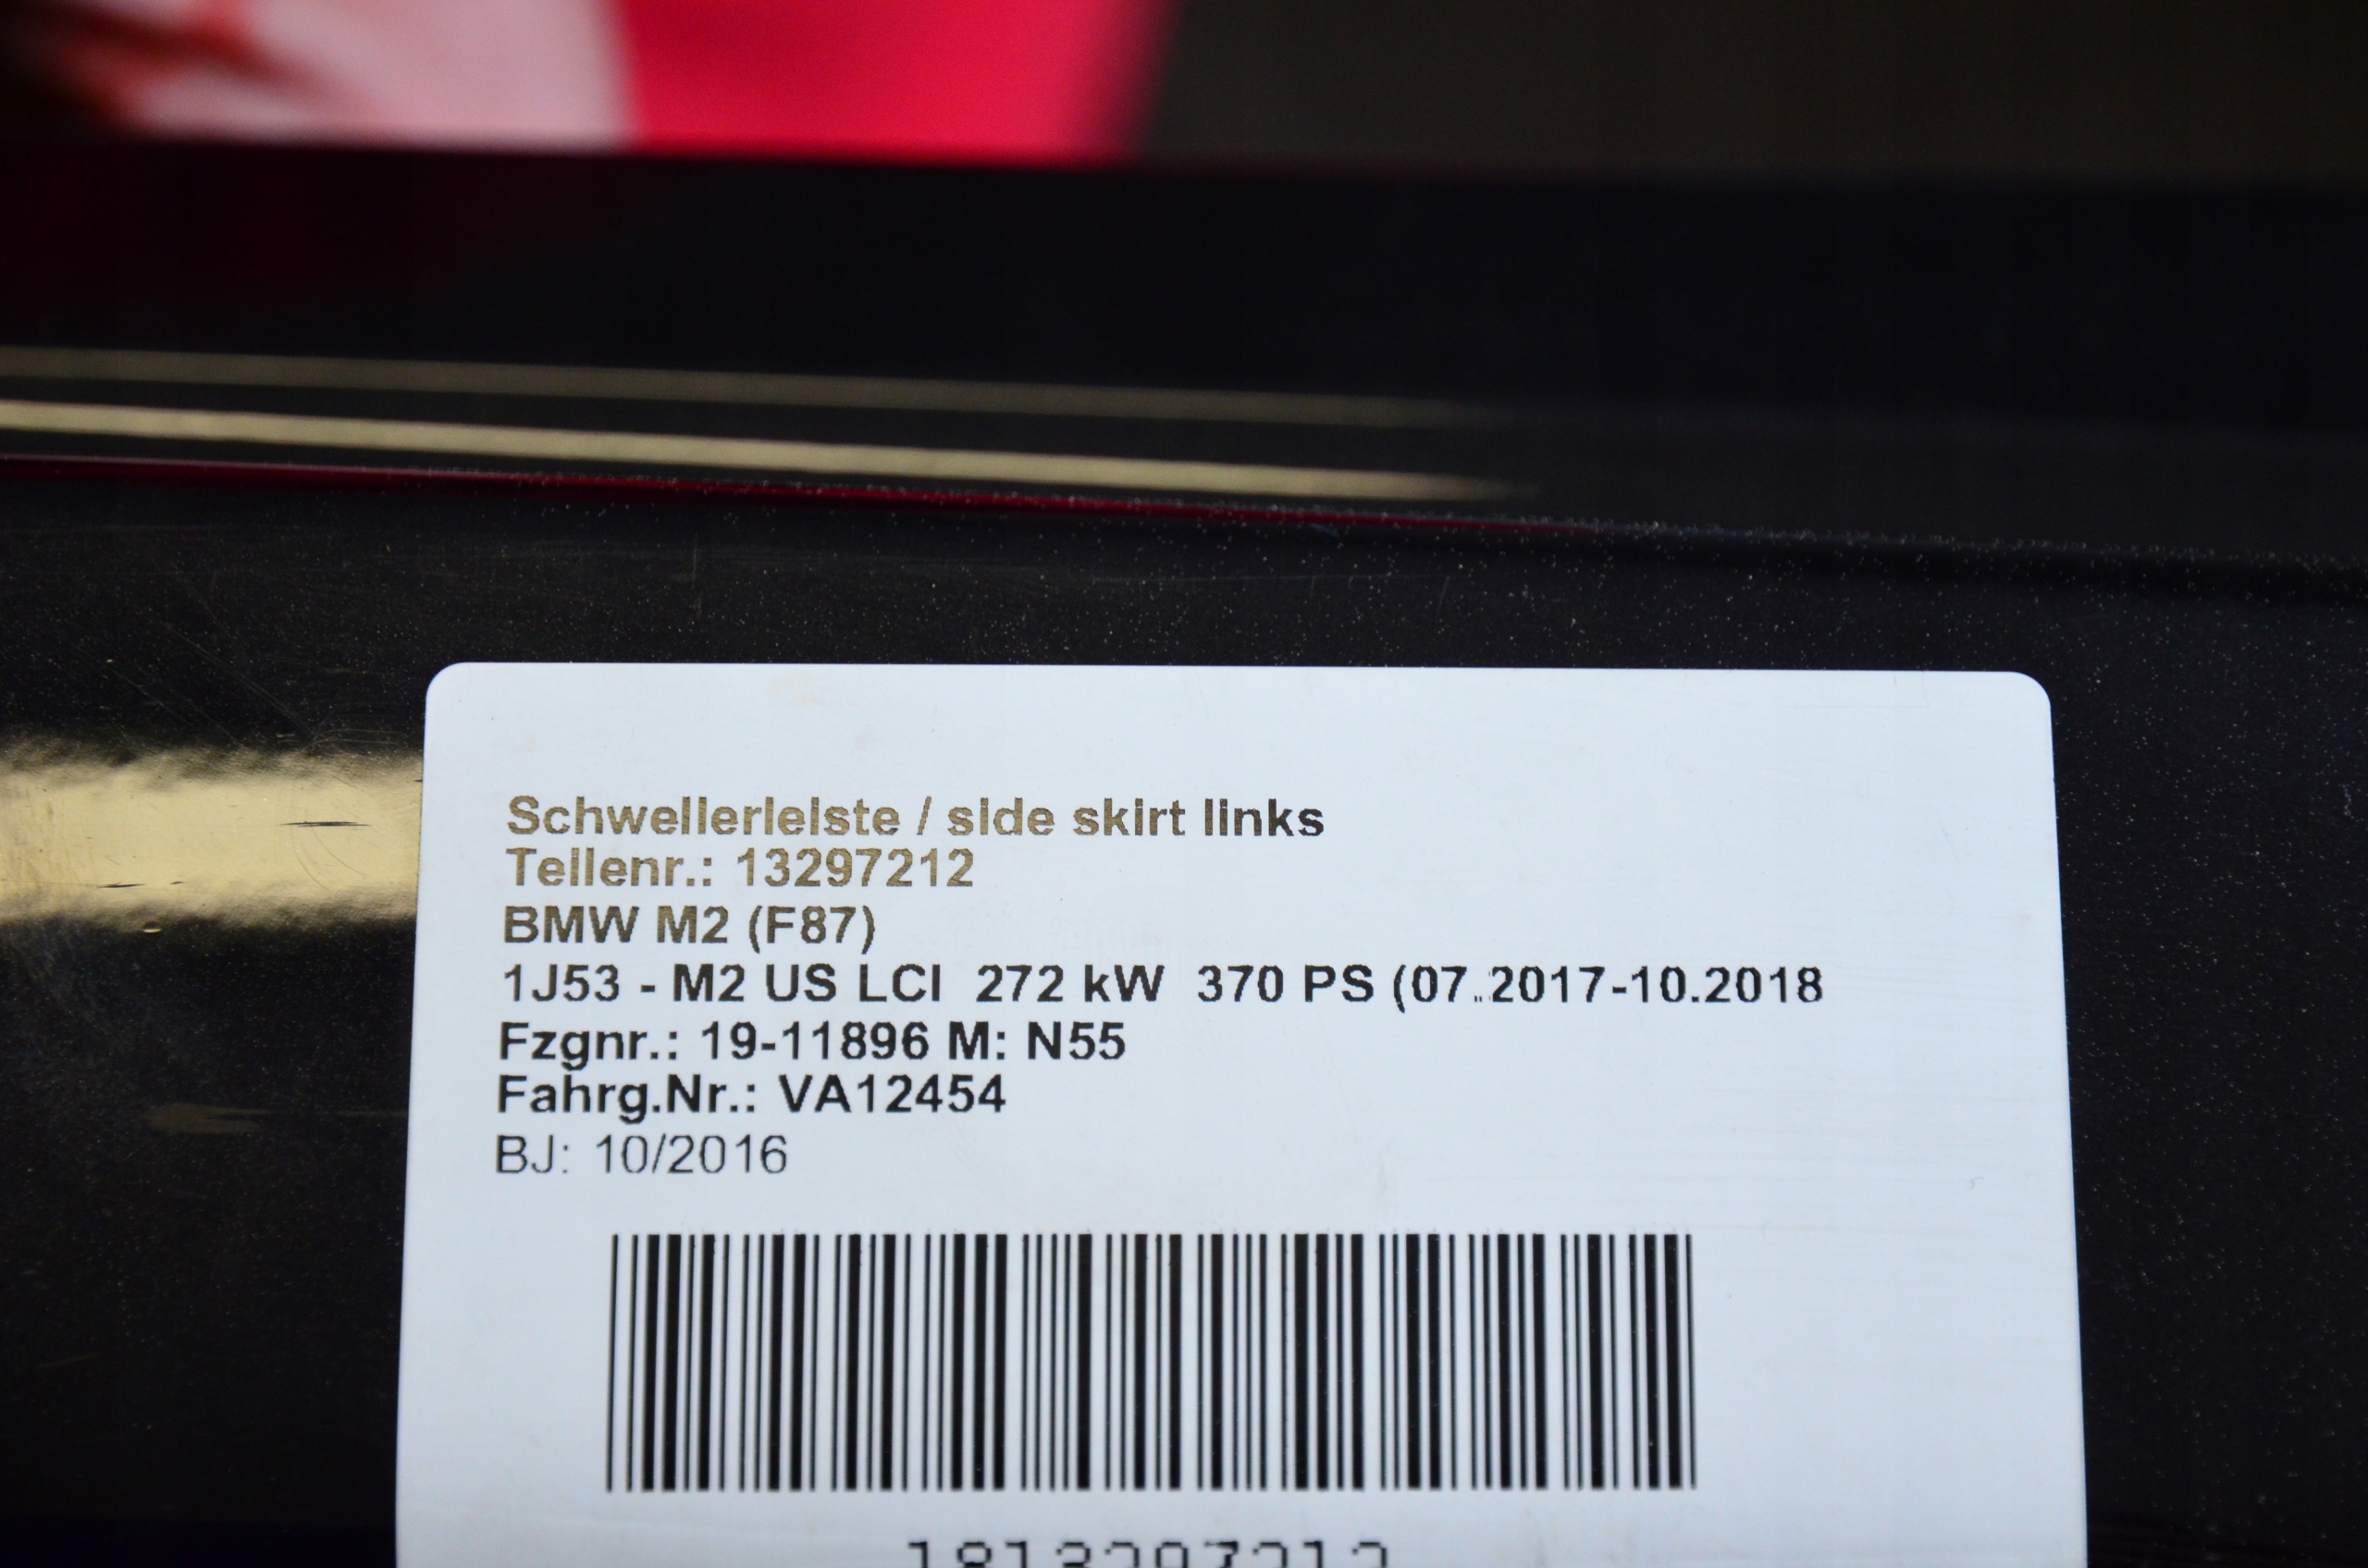 Schwellerleiste / side skirt links
Teilenr.: 13297212
BMW M2 (F87)
1J53 - M2 US LCI 272 kW 370 PS (07.2017-10.2018
Fzgnr.: 19-11896 M: N55
Fahrg.Nr.: VA12454
BJ: 10/2016
1813297212